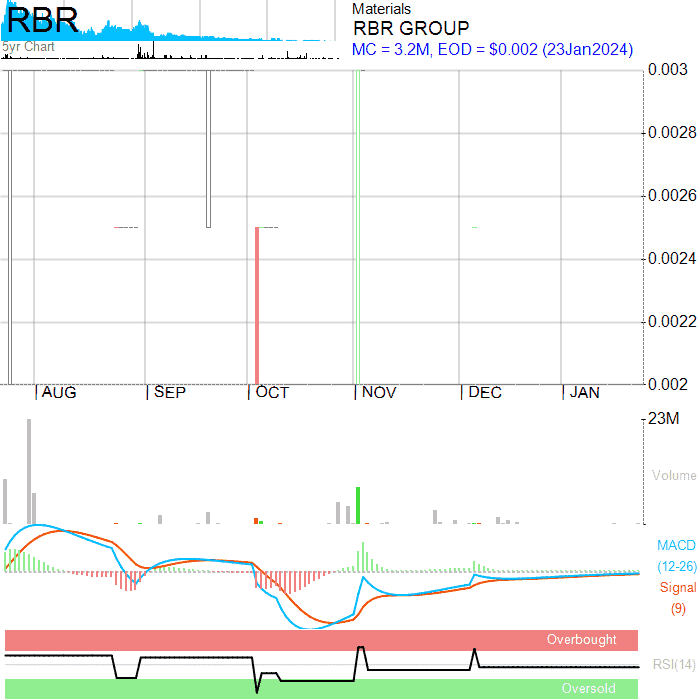 RBR
5yr Chart
Materials
RBR GROUP
MC = 3.2M, EOD = $0.002 (23Jan2024)
0.003
0.0028
0.0026
0.0024
0.0022
0.002
AUG SEP OCT NOV DEC JAN
23M
Volume
MACD
(12-26)
Signal
(9)
Overbought
RSI(14)
Oversold